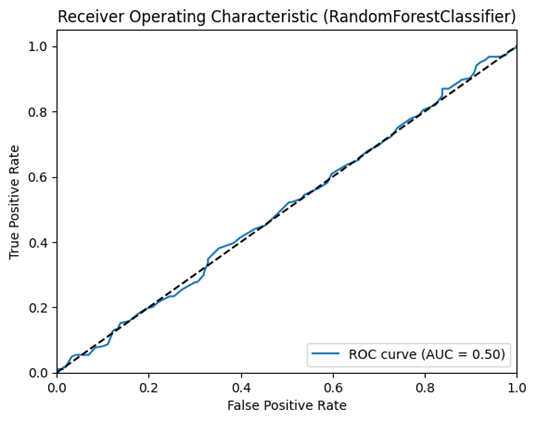 Receiver Operating Characteristic (RandomForestClassifier)
1.0
0.8
0.6
0.4
0.2
0.0
True Positive Rate
ROC curve (AUC = 0.50)
0.0 0.2 0.4 0.6 0.8 1.0
False Positive Rate